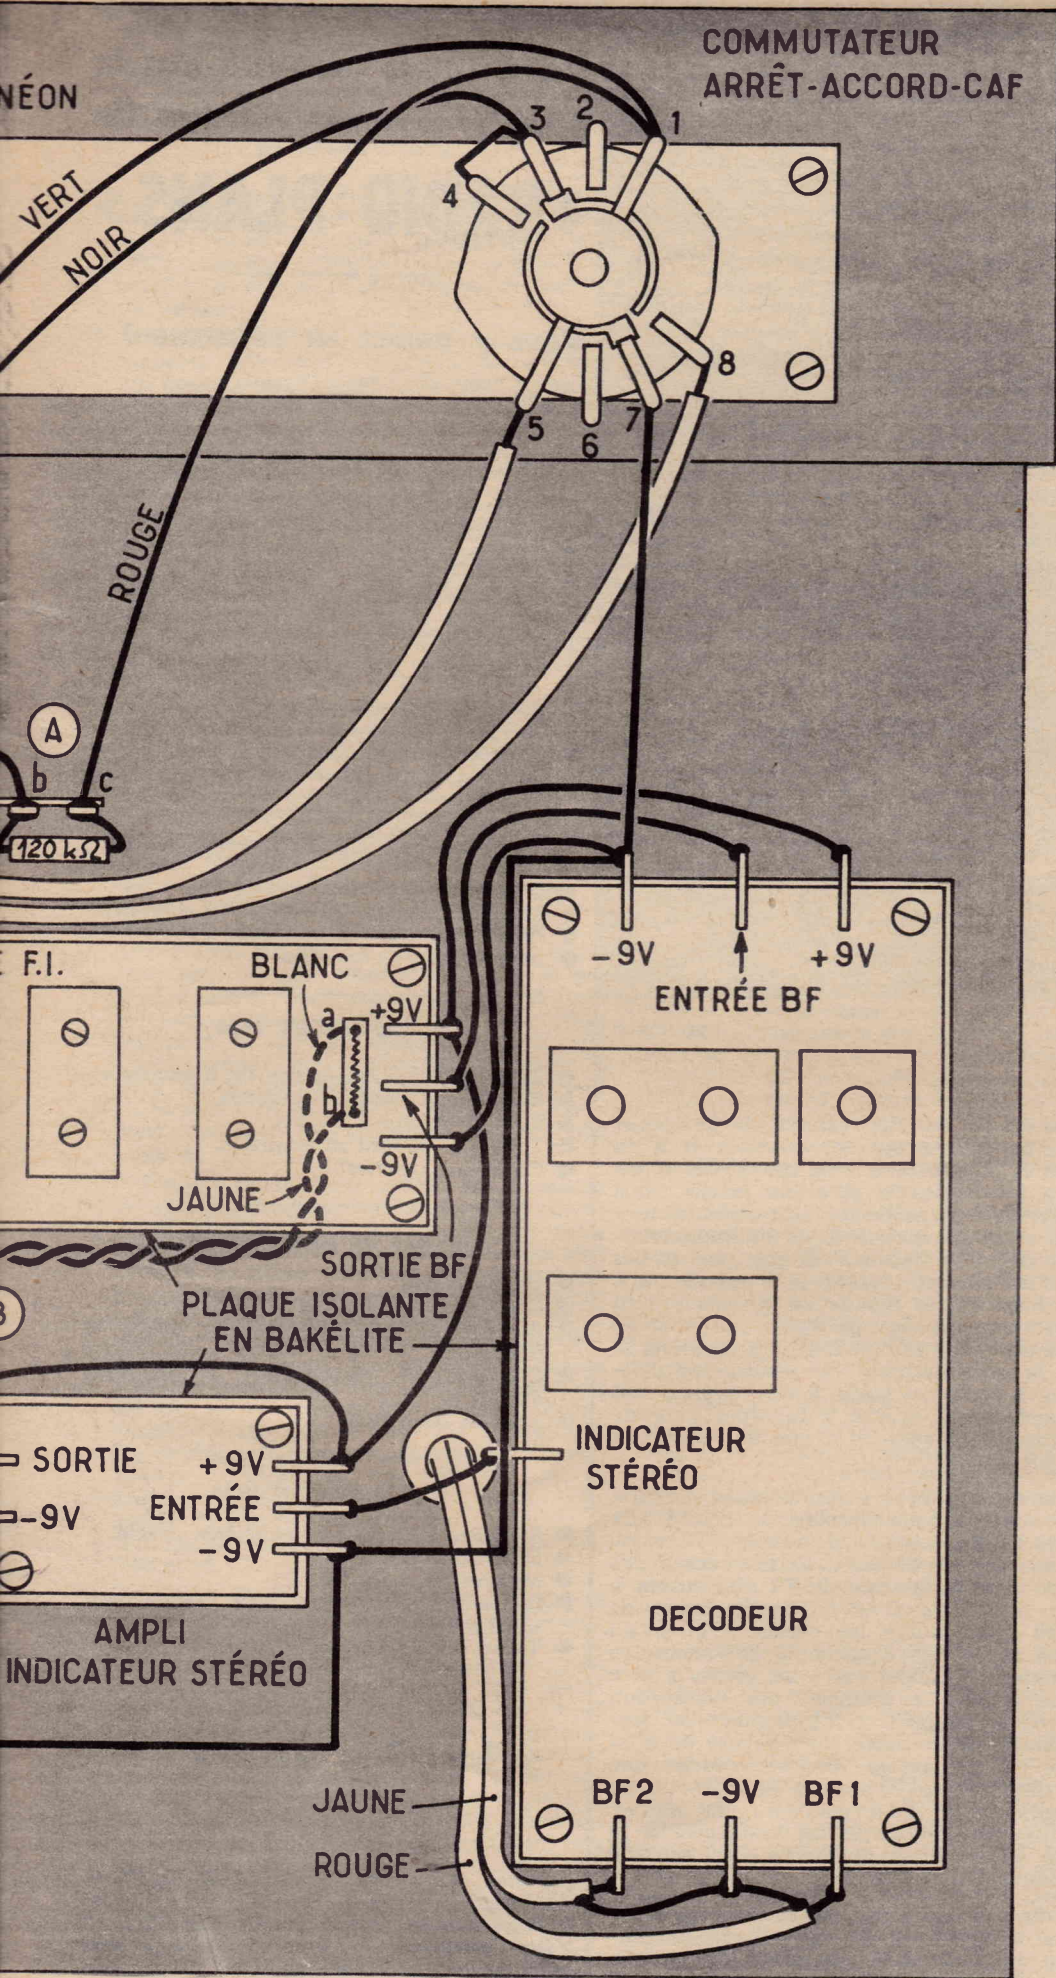 COMMUTATEUR
ARRÊT-ACCORD-CAF
NÉON
3
2
1
4
VERT
NOIR
8
5
6
7
ROUGE
A
b
c
120 kΩ
F.I.
BLANC
a
+9V
b
-9V
JAUNE
SORTIE BF
PLAQUE ISOLANTE
EN BAKÉLITE
-9V
+9V
ENTRÉE BF
SORTIE
+9V
ENTRÉE
-9V
-9V
AMPLI
INDICATEUR STÉRÉO
INDICATEUR
STÉRÉO
DECODEUR
BF2
-9V
BF1
JAUNE
ROUGE